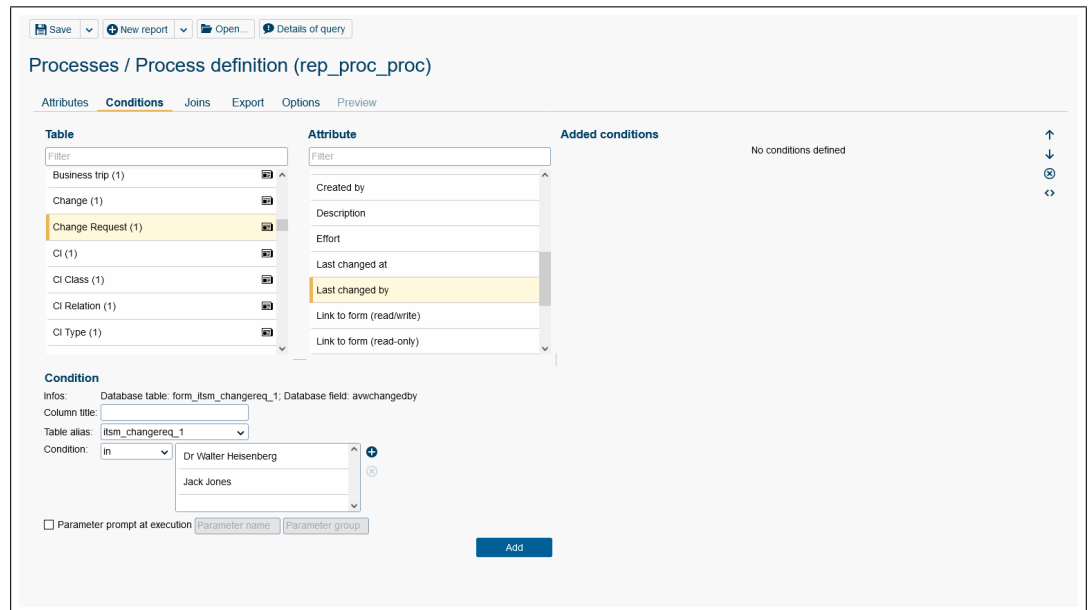 Save New report Open... Details of query
Processes / Process definition (rep_proc_proc)
Attributes Conditions Joins Export Options Preview
Table Attribute Added conditions
Filter Filter No conditions defined
Business trip (1)
Change (1)
Change Request (1)
CI (1)
CI Class (1)
CI Relation (1)
CI Type (1)
Created by
Description
Effort
Last changed at
Last changed by
Link to form (read/write)
Link to form (read-only)
Condition
Infos: Database table: form_itsm_changereq_1; Database field: avwchangedby
Column title:
Table alias: itsm_changereq_1
Condition: in Dr Walter Heisenberg
Jack Jones
Parameter prompt at execution Parameter name Parameter group
Add